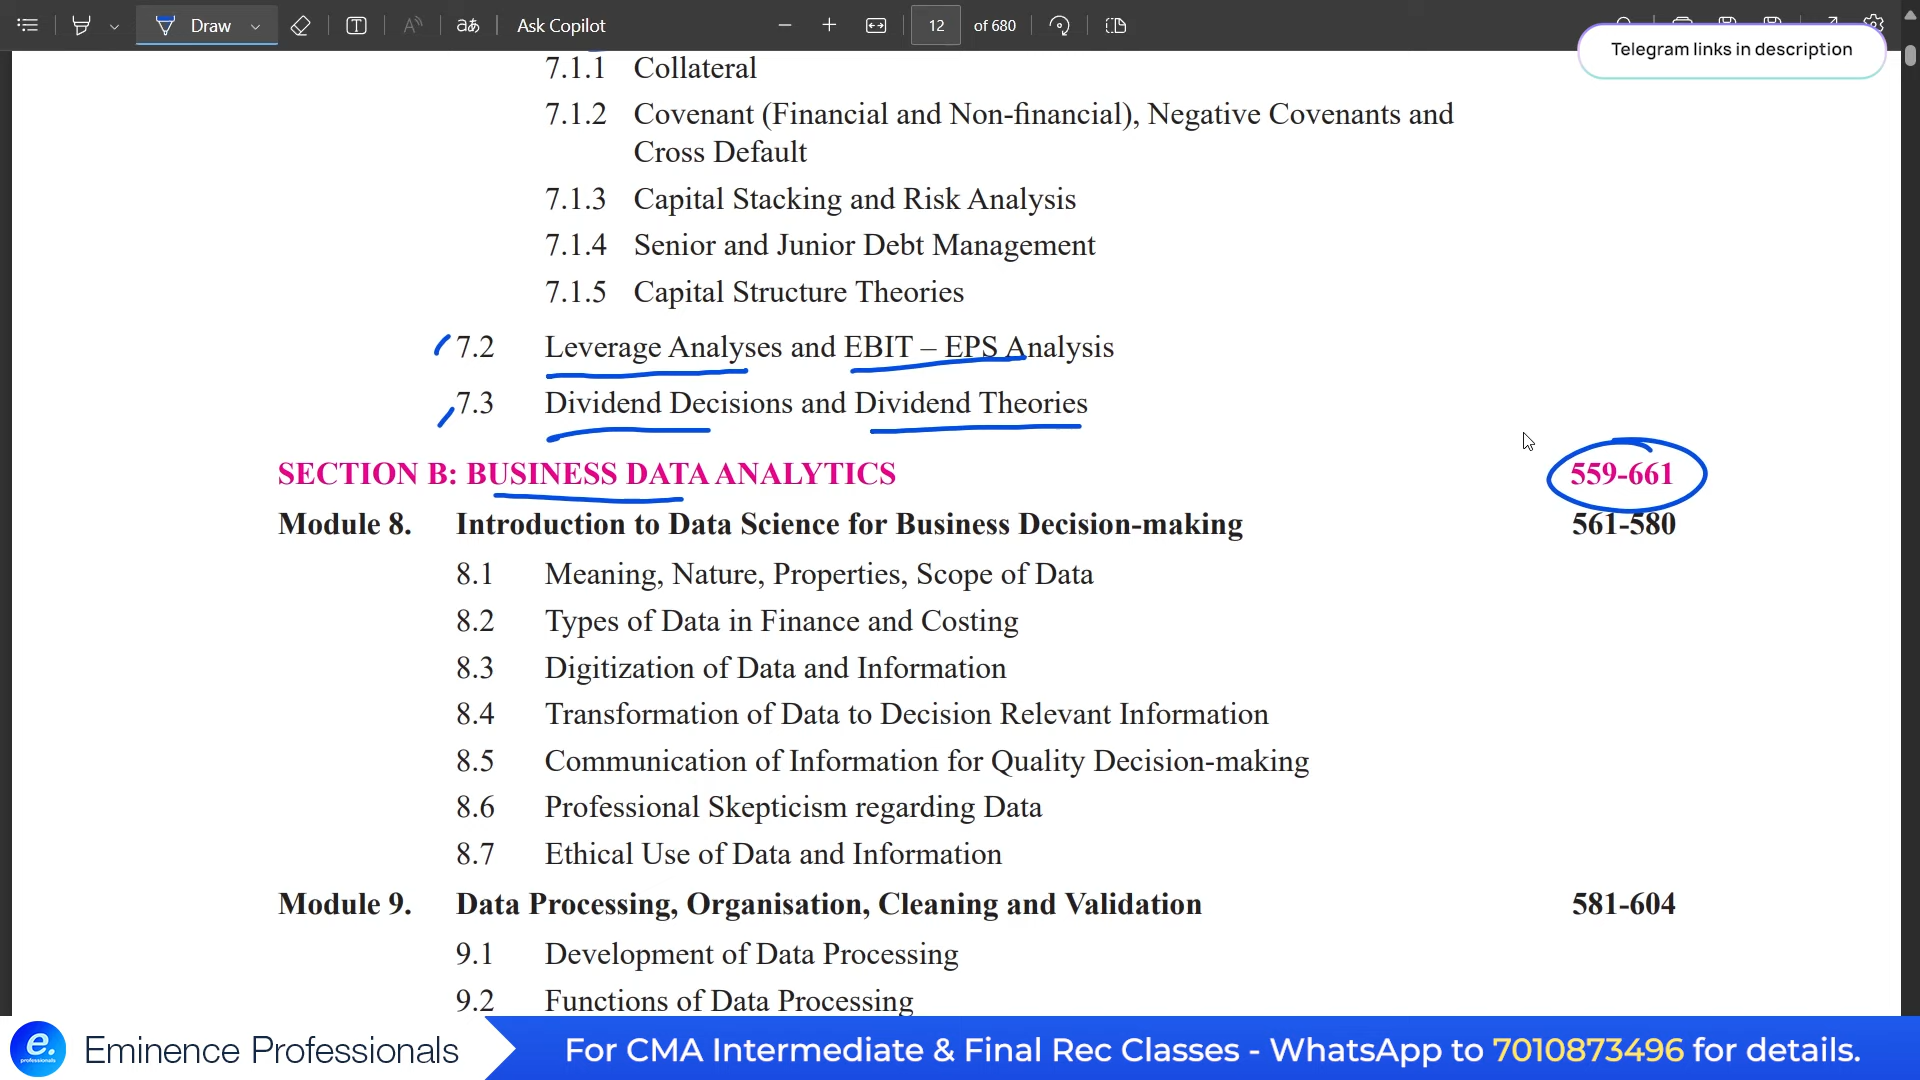 Draw
aあ
Ask Copilot
12
of 680
Telegram links in description
7.1.1 Collateral
7.1.2 Covenant (Financial and Non-financial), Negative Covenants and
Cross Default
7.1.3 Capital Stacking and Risk Analysis
7.1.4 Senior and Junior Debt Management
7.1.5 Capital Structure Theories
7.2 Leverage Analyses and EBIT – EPS Analysis
7.3 Dividend Decisions and Dividend Theories
SECTION B: BUSINESS DATA ANALYTICS 559-661
Module 8. Introduction to Data Science for Business Decision-making 561-580
8.1 Meaning, Nature, Properties, Scope of Data
8.2 Types of Data in Finance and Costing
8.3 Digitization of Data and Information
8.4 Transformation of Data to Decision Relevant Information
8.5 Communication of Information for Quality Decision-making
8.6 Professional Skepticism regarding Data
8.7 Ethical Use of Data and Information
Module 9. Data Processing, Organisation, Cleaning and Validation 581-604
9.1 Development of Data Processing
9.2 Functions of Data Processing
e.
professionals
Eminence Professionals
For CMA Intermediate & Final Rec Classes - WhatsApp to 7010873496 for details.